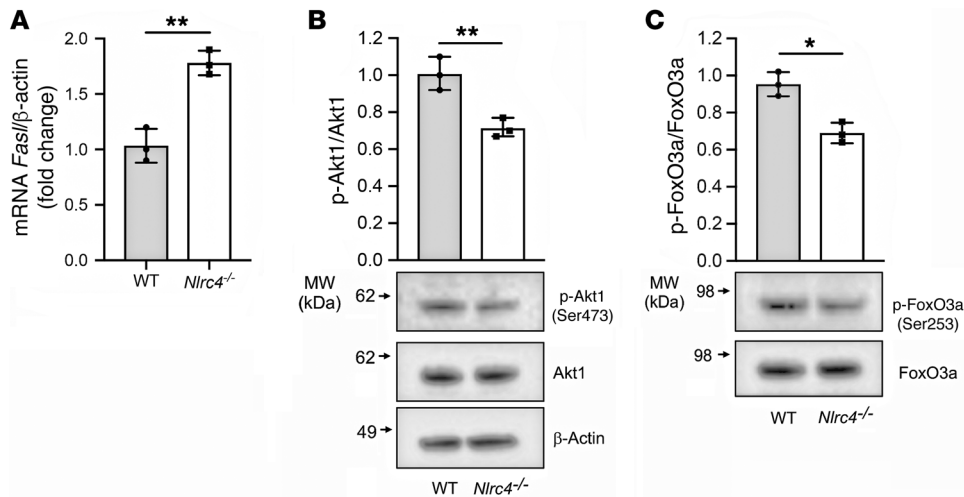 A
mRNA Fasl/β-actin
(fold change)
2.0
1.5
1.0
1.5
0.0
**
WT
Nlrc4-/-
B
p-Akt1/Akt1
1.2
1.0
0.8
0.6
0.4
0.2
0.0
**
MW
(kDa)
62
p-Akt1
(Ser473)
62
Akt1
49
β-Actin
WT
Nlrc4-/-
C
p-FoxO3a/FoxO3a
1.2
1.0
0.8
0.6
0.4
0.2
0.0
*
MW
(kDa)
98
p-FoxO3a
(Ser253)
98
FoxO3a
WT
Nlrc4-/-